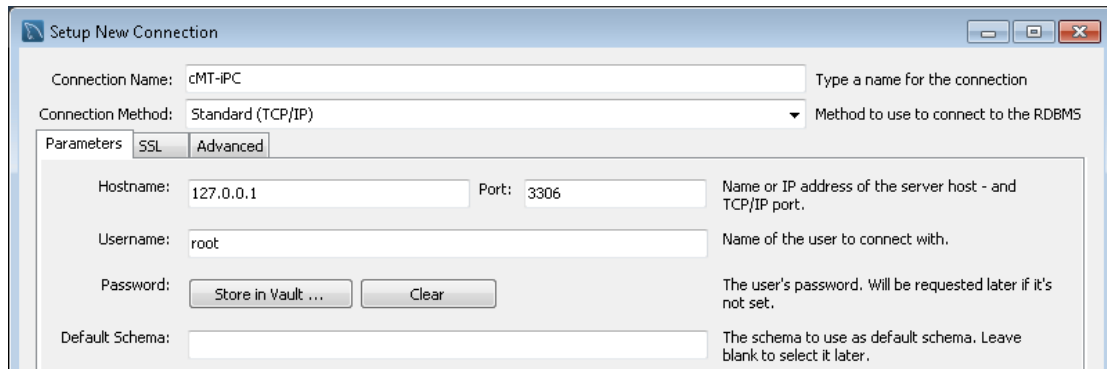 Setup New Connection
Connection Name: cMT-iPC Type a name for the connection
Connection Method: Standard (TCP/IP) Method to use to connect to the RDBMS
Parameters SSL Advanced
Hostname: 127.0.0.1 Port: 3306 Name or IP address of the server host - and
TCP/IP port.
Username: root Name of the user to connect with.
Password: Store in Vault ... Clear The user's password. Will be requested later if it's
not set.
Default Schema: The schema to use as default schema. Leave
blank to select it later.